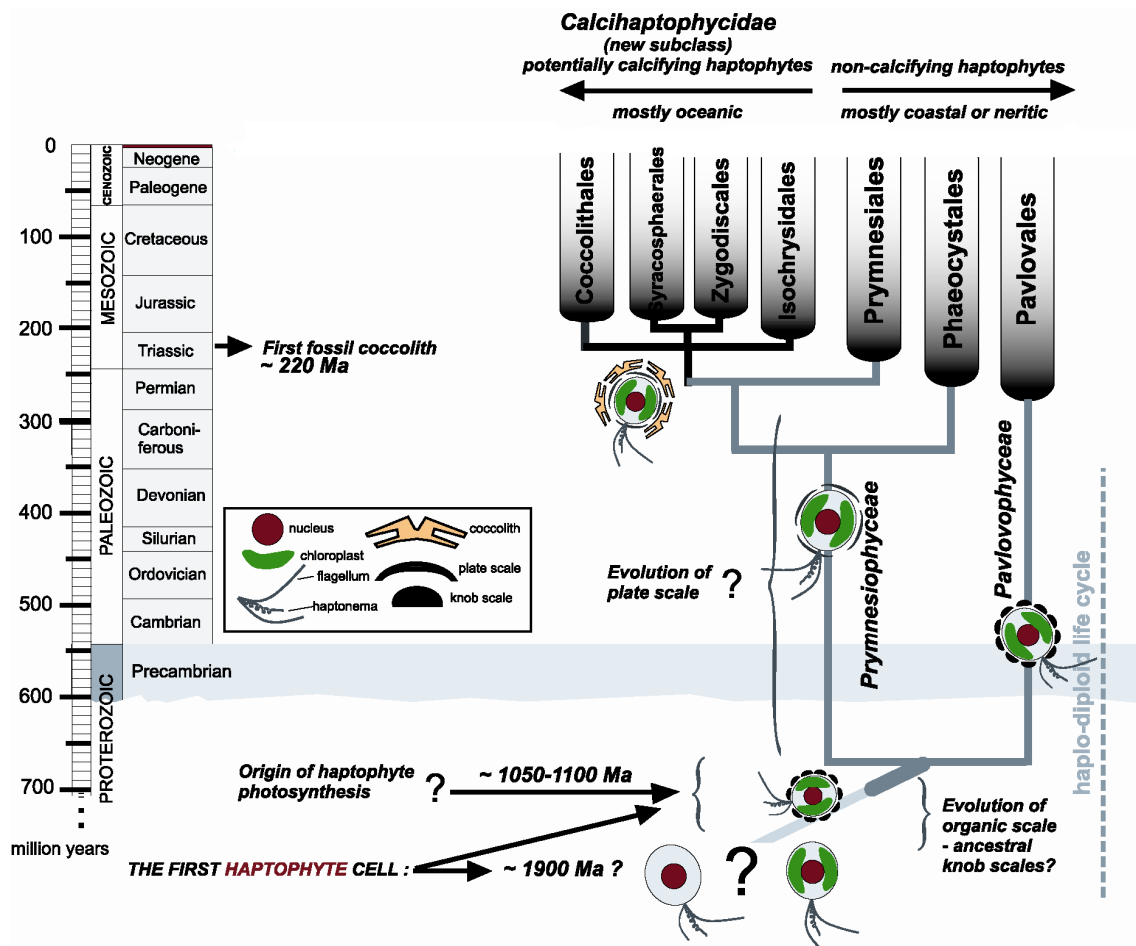 Calcihaptophycidae
(new subclass)
potentially calcifying haptophytes
non-calcifying haptophytes
mostly oceanic
mostly coastal or neritic
0
100
200
300
400
500
600
700
million years
CENOZOIC
MESOZOIC
PALEOZOIC
PROTEROZOIC
Neogene
Paleogene
Cretaceous
Jurassic
Triassic
Permian
Carboni-
ferous
Devonian
Silurian
Ordovician
Cambrian
Precambrian
First fossil coccolith
~ 220 Ma
Coccolithales
Syracosphaerales
Zygodiscales
Isochrysidales
Prymnesiales
Phaeocystales
Pavlovales
nucleus
chloroplast
flagellum
haptonema
coccolith
plate scale
knob scale
Evolution of
plate scale
?
Prymnesiophyceae
Pavlovophyceae
haplo-diploid life cycle
Origin of haptophyte
photosynthesis
?
~ 1050-1100 Ma
THE FIRST HAPTOPHYTE CELL :
~ 1900 Ma ?
?
Evolution of
organic scale
- ancestral
knob scales?